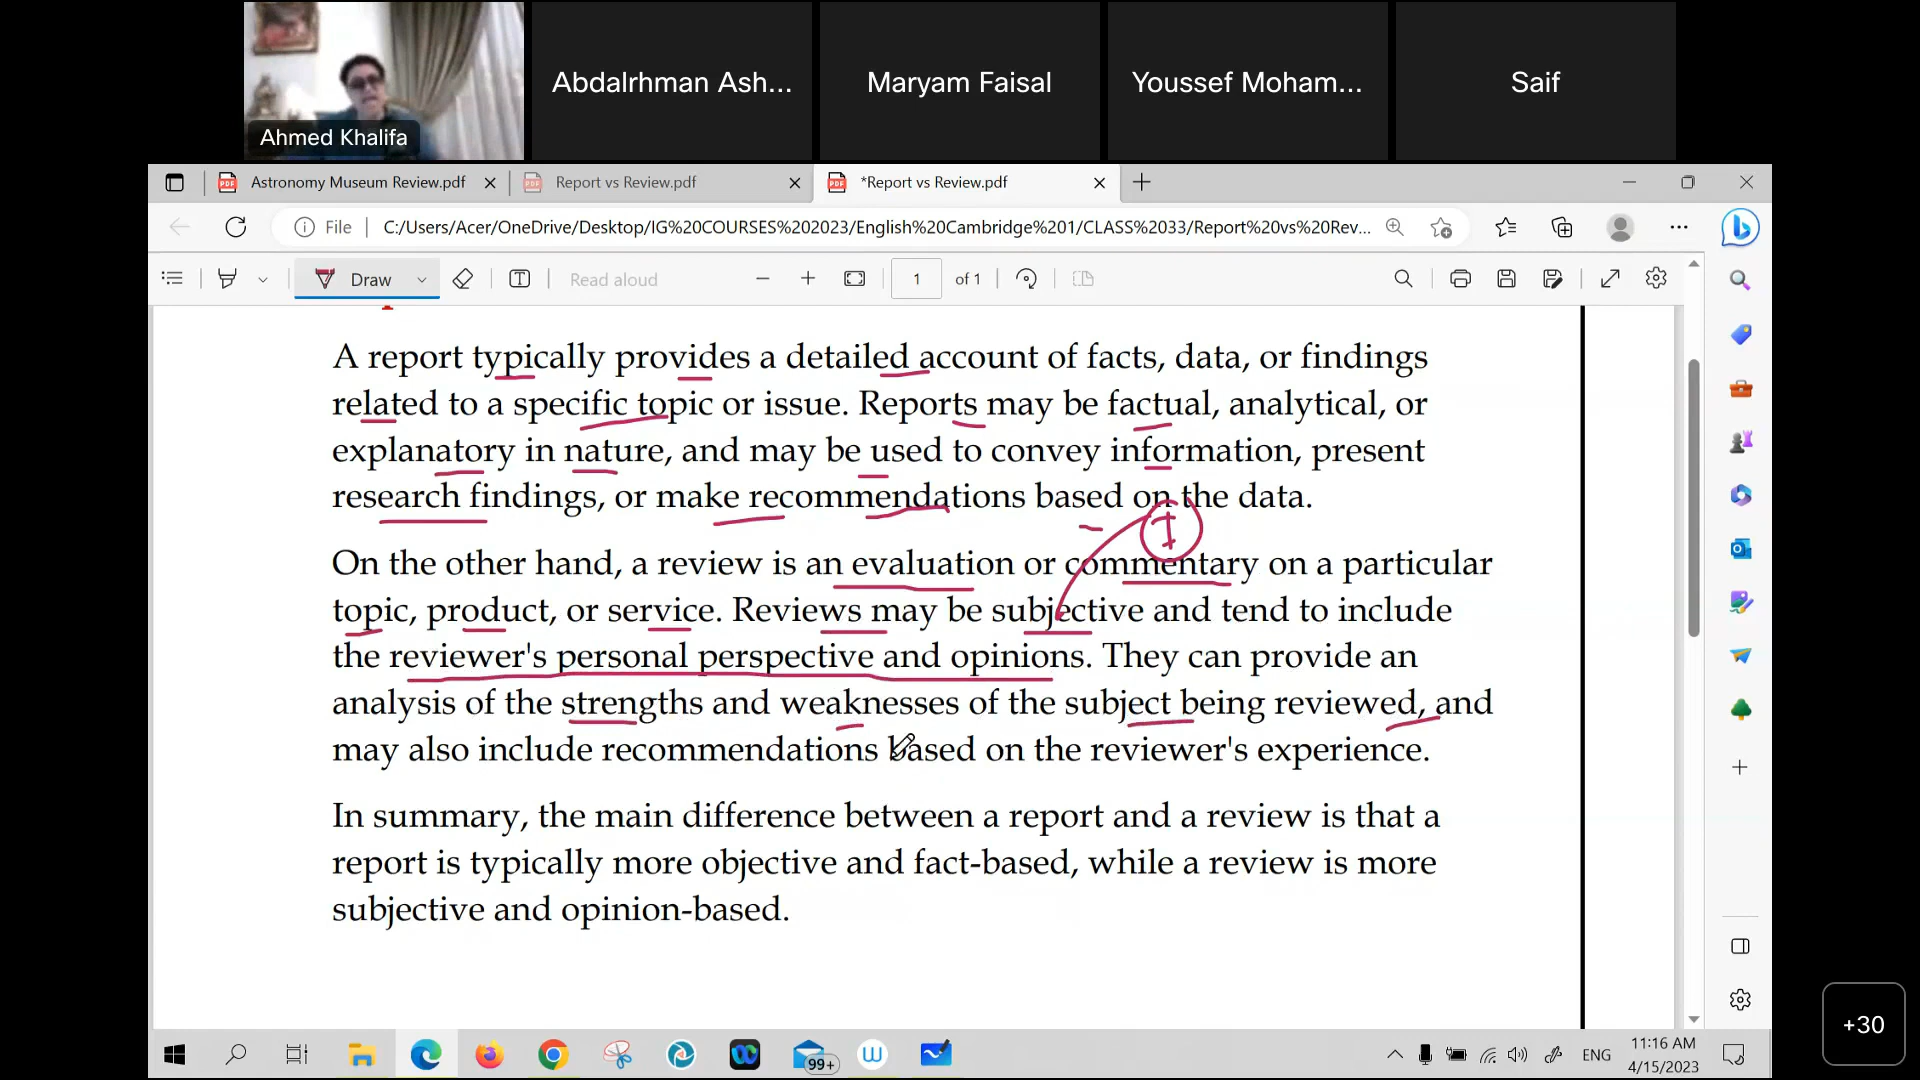 Abdalrhman Ash...
Maryam Faisal
Youssef Moham...
Saif
Ahmed Khalifa
Astronomy Museum Review.pdf
Report vs Review.pdf
*Report vs Review.pdf
File
C:/Users/Acer/OneDrive/Desktop/IG%20COURSES%202023/English%20Cambridge%201/CLASS%2033/Report%20vs%20Rev...
Draw
Read aloud
1 of 1
A report typically provides a detailed account of facts, data, or findings
related to a specific topic or issue. Reports may be factual, analytical, or
explanatory in nature, and may be used to convey information, present
research findings, or make recommendations based on the data.
I
On the other hand, a review is an evaluation or commentary on a particular
topic, product, or service. Reviews may be subjective and tend to include
the reviewer's personal perspective and opinions. They can provide an
analysis of the strengths and weaknesses of the subject being reviewed, and
may also include recommendations based on the reviewer's experience.
In summary, the main difference between a report and a review is that a
report is typically more objective and fact-based, while a review is more
subjective and opinion-based.
+30
99+
ENG
11:16 AM
4/15/2023